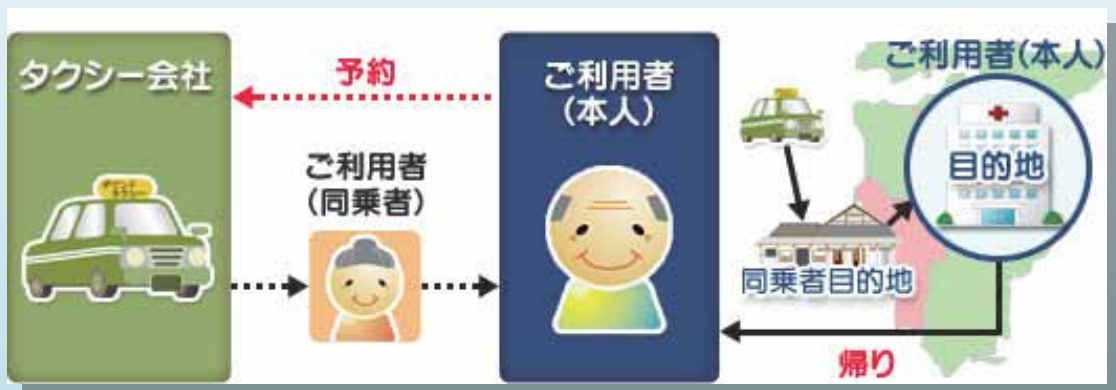 タクシー会社
予約
ご利用者
(同乗者)
ご利用者
(本人)
ご利用者(本人)
目的地
同乗者目的地
帰り